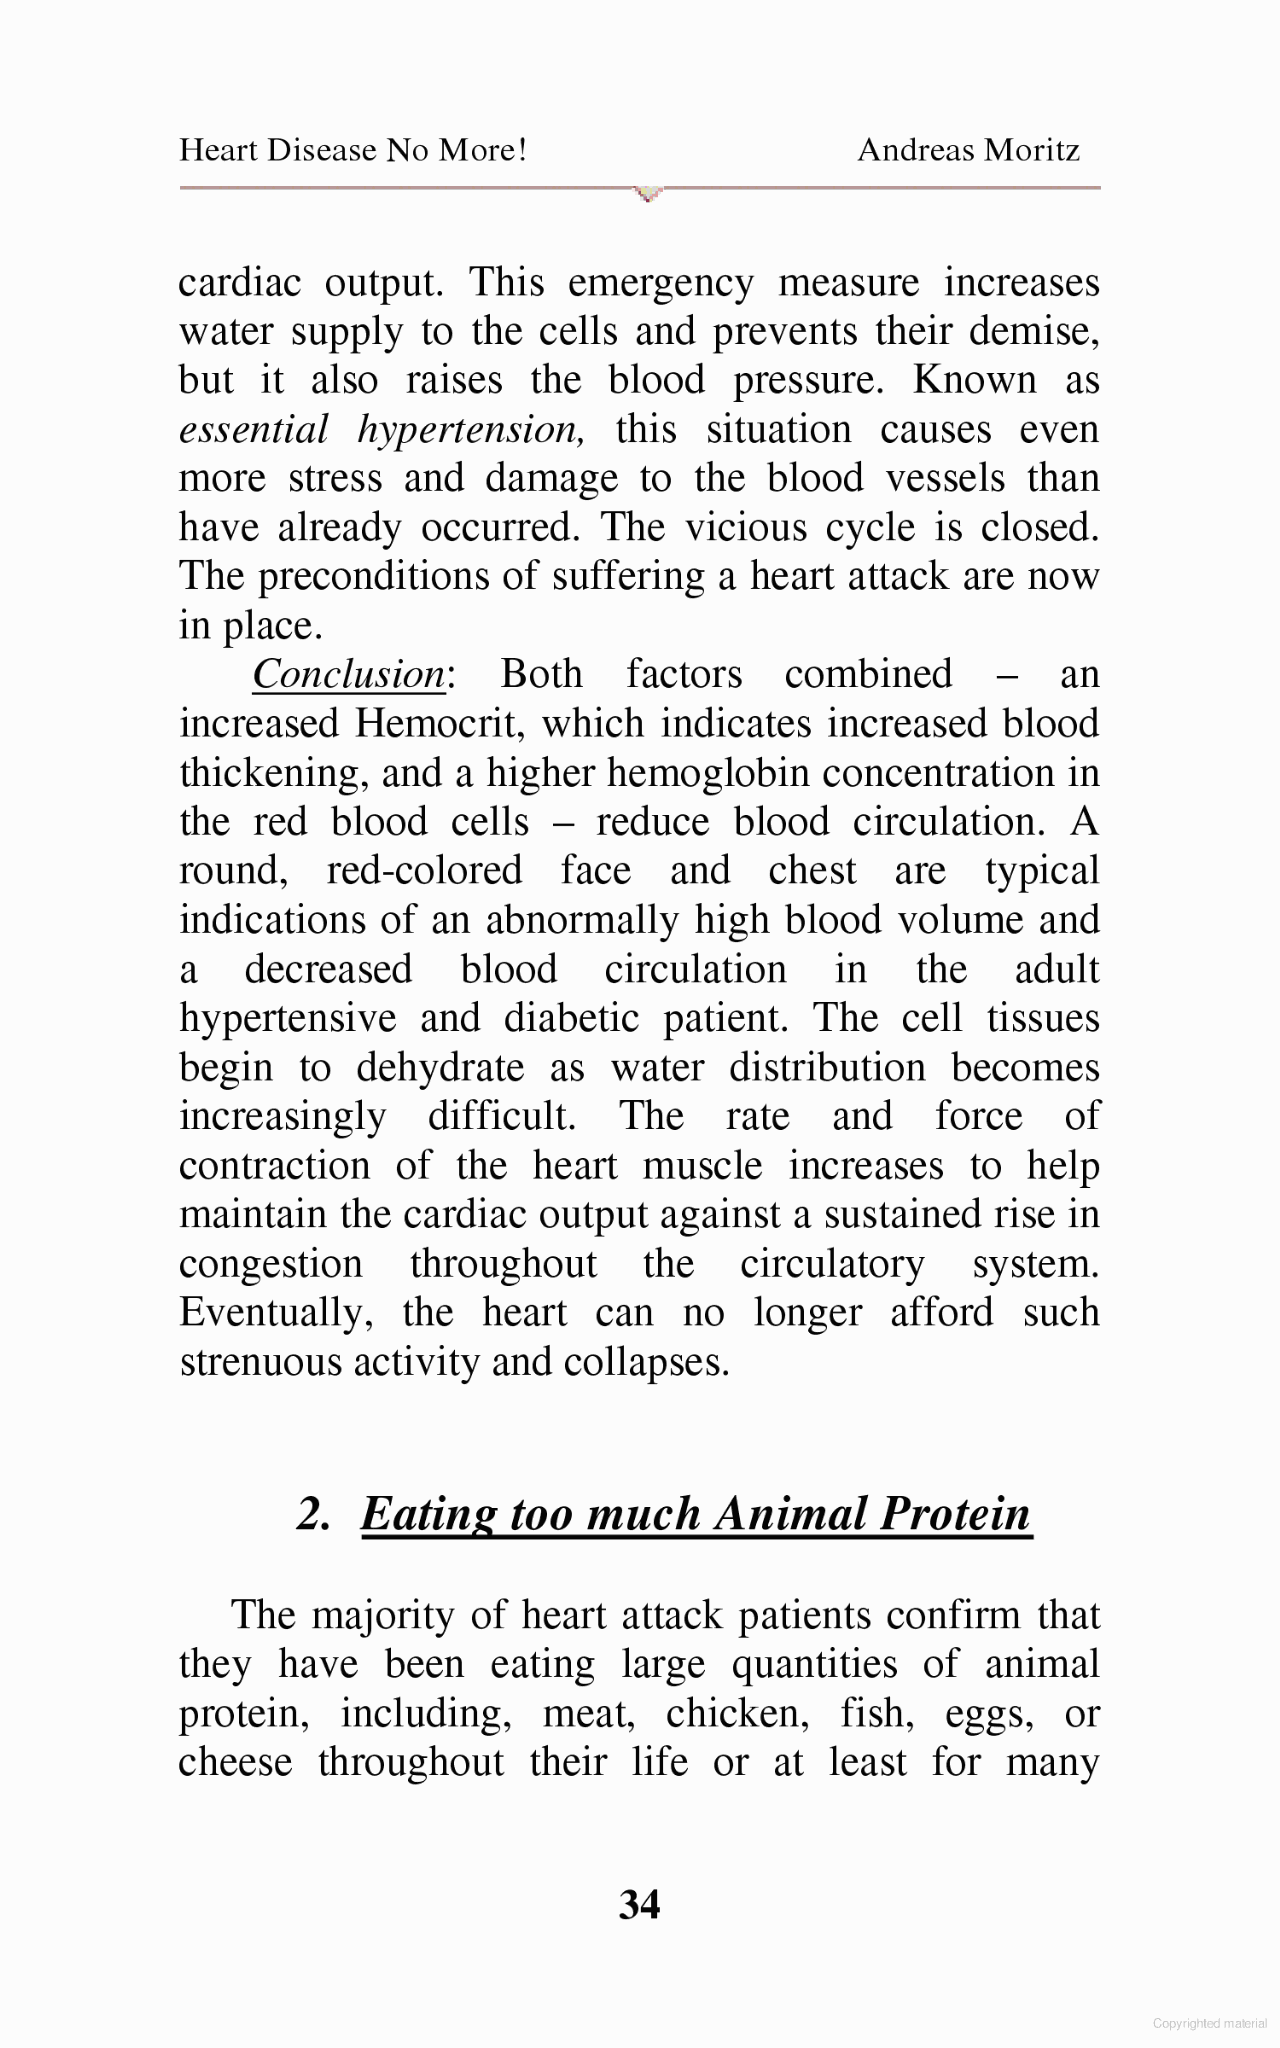 Heart Disease No More! Andreas Moritz
cardiac output. This emergency measure increases
water supply to the cells and prevents their demise,
but it also raises the blood pressure. Known as
essential hypertension, this situation causes even
more stress and damage to the blood vessels than
have already occurred. The vicious cycle is closed.
The preconditions of suffering a heart attack are now
in place.
Conclusion: Both factors combined – an
increased Hemocrit, which indicates increased blood
thickening, and a higher hemoglobin concentration in
the red blood cells – reduce blood circulation. A
round, red-colored face and chest are typical
indications of an abnormally high blood volume and
a decreased blood circulation in the adult
hypertensive and diabetic patient. The cell tissues
begin to dehydrate as water distribution becomes
increasingly difficult. The rate and force of
contraction of the heart muscle increases to help
maintain the cardiac output against a sustained rise in
congestion throughout the circulatory system.
Eventually, the heart can no longer afford such
strenuous activity and collapses.
2. Eating too much Animal Protein
The majority of heart attack patients confirm that
they have been eating large quantities of animal
protein, including, meat, chicken, fish, eggs, or
cheese throughout their life or at least for many
34
Copyrighted material